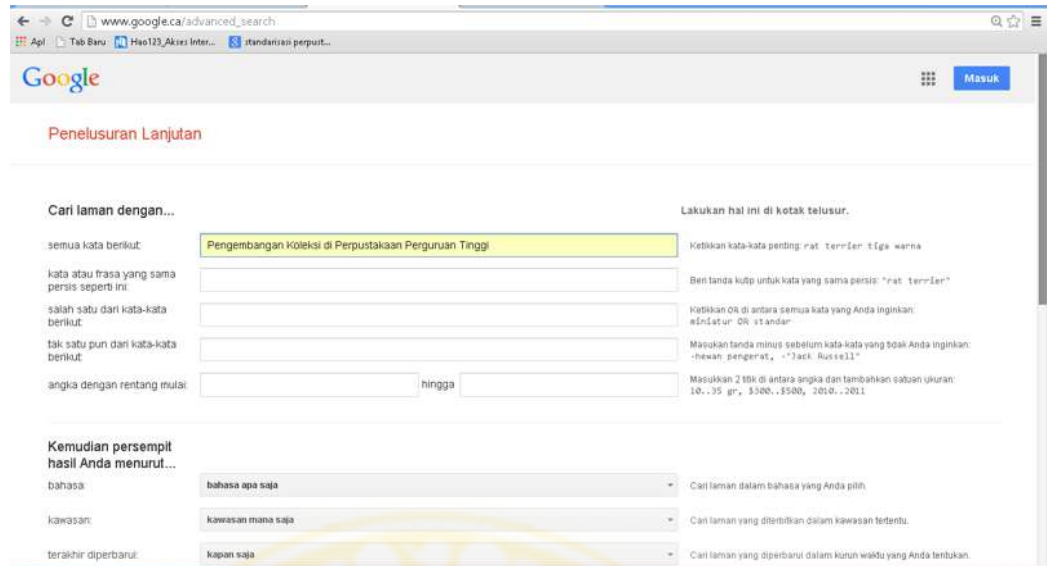 www.google.ca/advanced_search
Apl Tab Baru Hao123_Akses Inter... standarisasi perpust...
Google
Masuk
Penelusuran Lanjutan
Cari laman dengan...
Lakukan hal ini di kotak telusur.
semua kata berikut:
Pengembangan Koleksi di Perpustakaan Perguruan Tinggi
Ketikkan kata-kata penting: rat terrier tiga warna
kata atau frasa yang sama
persis seperti ini:
Beri tanda kutip untuk kata yang sama persis: "rat terrier"
salah satu dari kata-kata
berikut:
Ketikkan OR di antara semua kata yang Anda inginkan:
miniatur OR standar
tak satu pun dari kata-kata
berikut:
Masukan tanda minus sebelum kata-kata yang tidak Anda inginkan:
-hewan pengerat, -"Jack Russell"
angka dengan rentang mulai:
hingga
Masukkan 2 titik di antara angka dan tambahkan satuan ukuran:
10..35 gr, $300..$500, 2010..2011
Kemudian persempit
hasil Anda menurut...
bahasa:
bahasa apa saja
Cari laman dalam bahasa yang Anda pilih.
kawasan:
kawasan mana saja
Cari laman yang diterbitkan dalam kawasan tertentu.
terakhir diperbarui:
kapan saja
Cari laman yang diperbarui dalam kurun waktu yang Anda tentukan.